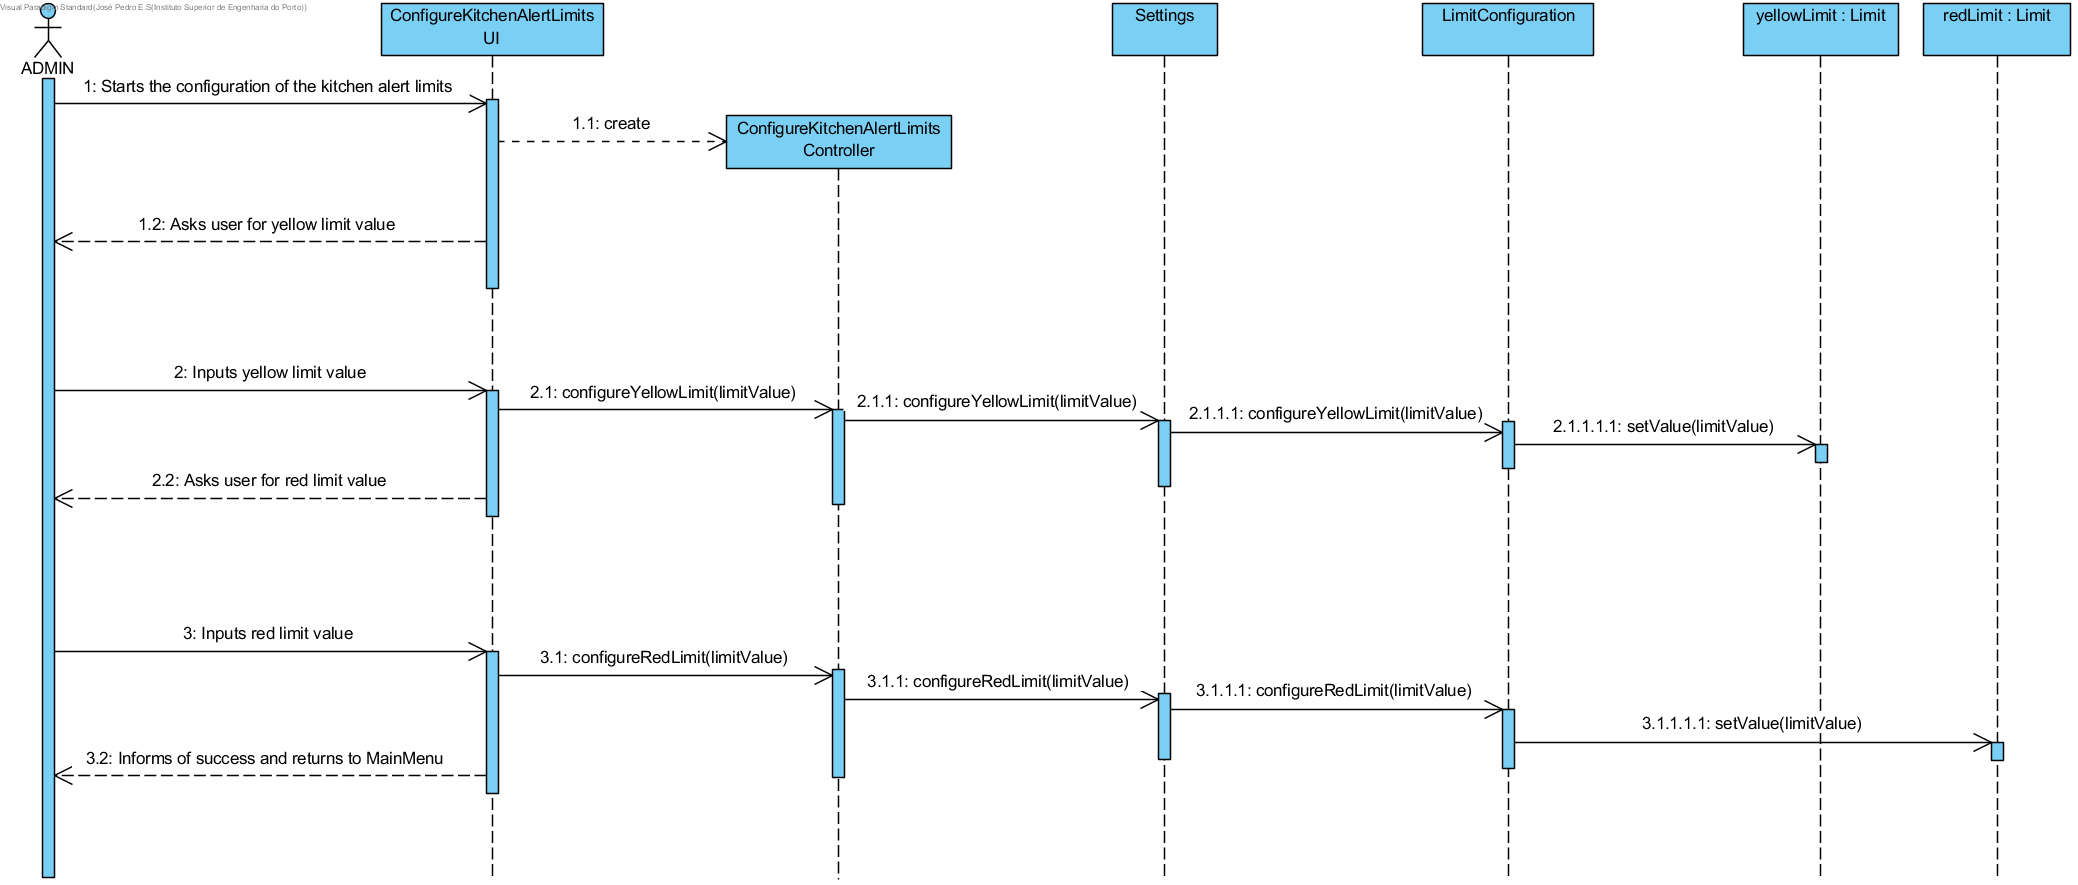 Visual Paradigm Standard(José Pedro E.S(Instituto Superior de Engenharia do Porto))
ConfigureKitchenAlertLimits
UI
Settings
LimitConfiguration
yellowLimit : Limit
redLimit : Limit
ADMIN
1: Starts the configuration of the kitchen alert limits
1.1: create
ConfigureKitchenAlertLimits
Controller
1.2: Asks user for yellow limit value
2: Inputs yellow limit value
2.1: configureYellowLimit(limitValue)
2.1.1: configureYellowLimit(limitValue)
2.1.1.1: configureYellowLimit(limitValue)
2.1.1.1.1: setValue(limitValue)
2.2: Asks user for red limit value
3: Inputs red limit value
3.1: configureRedLimit(limitValue)
3.1.1: configureRedLimit(limitValue)
3.1.1.1: configureRedLimit(limitValue)
3.1.1.1.1: setValue(limitValue)
3.2: Informs of success and returns to MainMenu